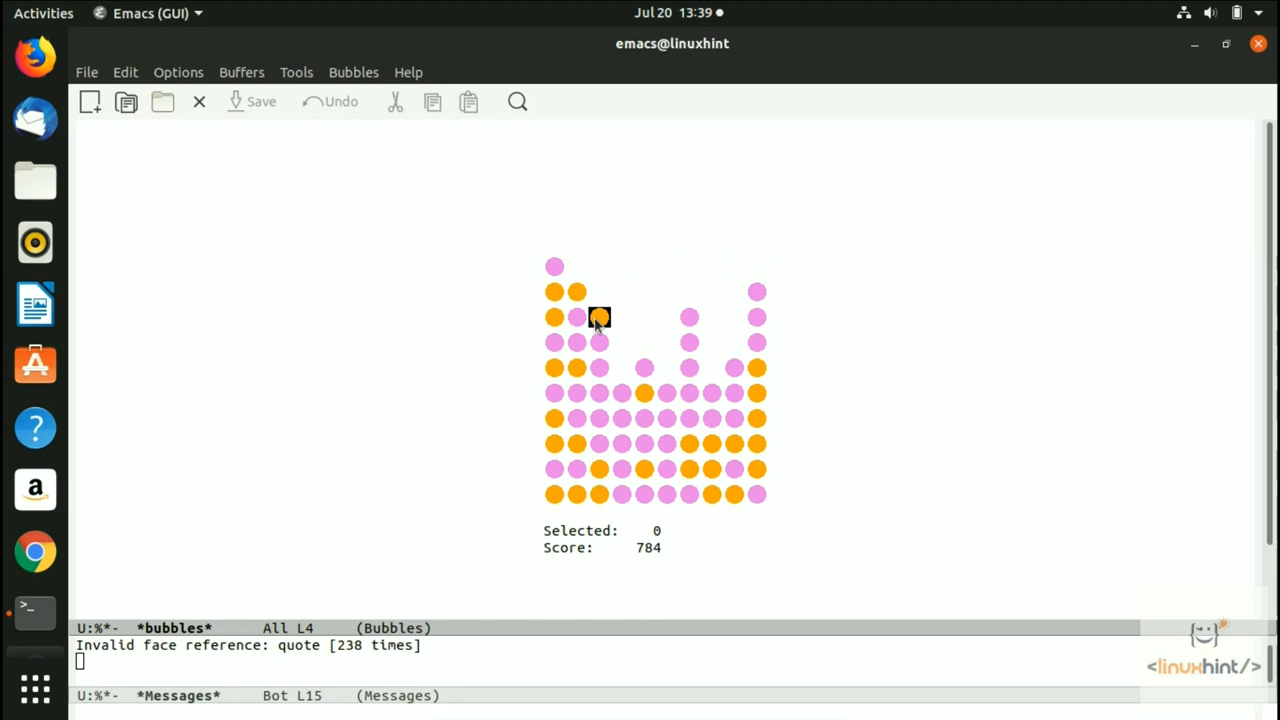 Activities Emacs (GUI) Jul 20 13:39
emacs@linuxhint
File Edit Options Buffers Tools Bubbles Help
Save Undo
Selected: 0
Score: 784
U:%*- *bubbles* All L4 (Bubbles)
Invalid face reference: quote [238 times]
U:%*- *Messages* Bot L15 (Messages)
<linuxhint/>